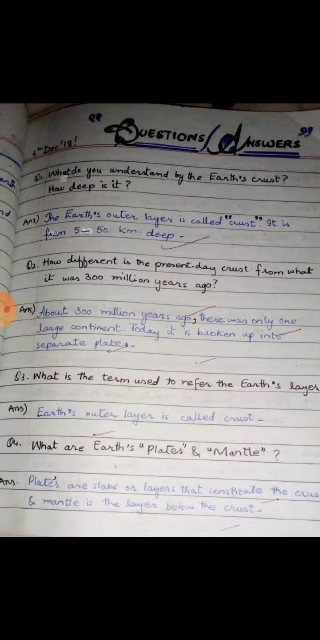 4th Dec'18!
QUESTIONS/ANSWERS
Q1. What do you understand by the Earth's crust?
How deep is it?
Ans) The Earth's outer layer is called "crust". It is
from 5-50 km deep.
Q2. How different is the present-day crust from what
it was 300 million years ago?
Ans) About 300 million years ago, there was only one
large continent. Today it is broken up into
separate plates.
Q3. What is the term used to refer the Earth's layer
Ans) Earth's outer layer is called crust.
Q4. What are Earth's "Plates" & "Mantle"?
Ans. Plates are slabs or layers that constitute the crus
& mantle is the layer below the crust.